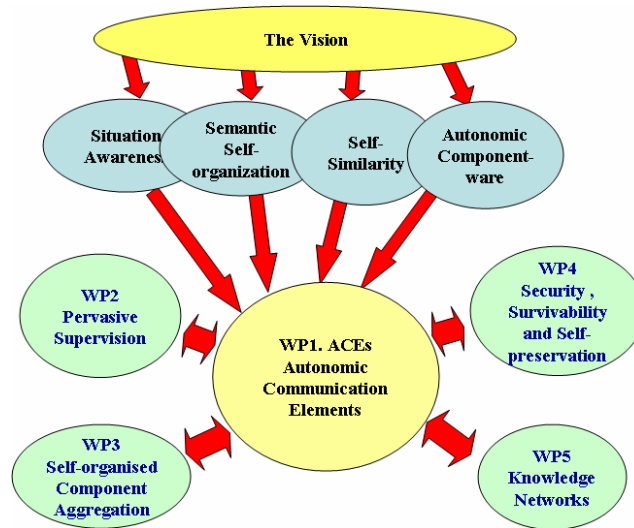 The Vision
Situation
Awareness
Semantic
Self-
organization
Self-
Similarity
Autonomic
Component-
ware
WP2
Pervasive
Supervision
WP1. ACEs
Autonomic
Communication
Elements
WP4
Security ,
Survivability
and Self-
preservation
WP3
Self-organised
Component
Aggregation
WP5
Knowledge
Networks